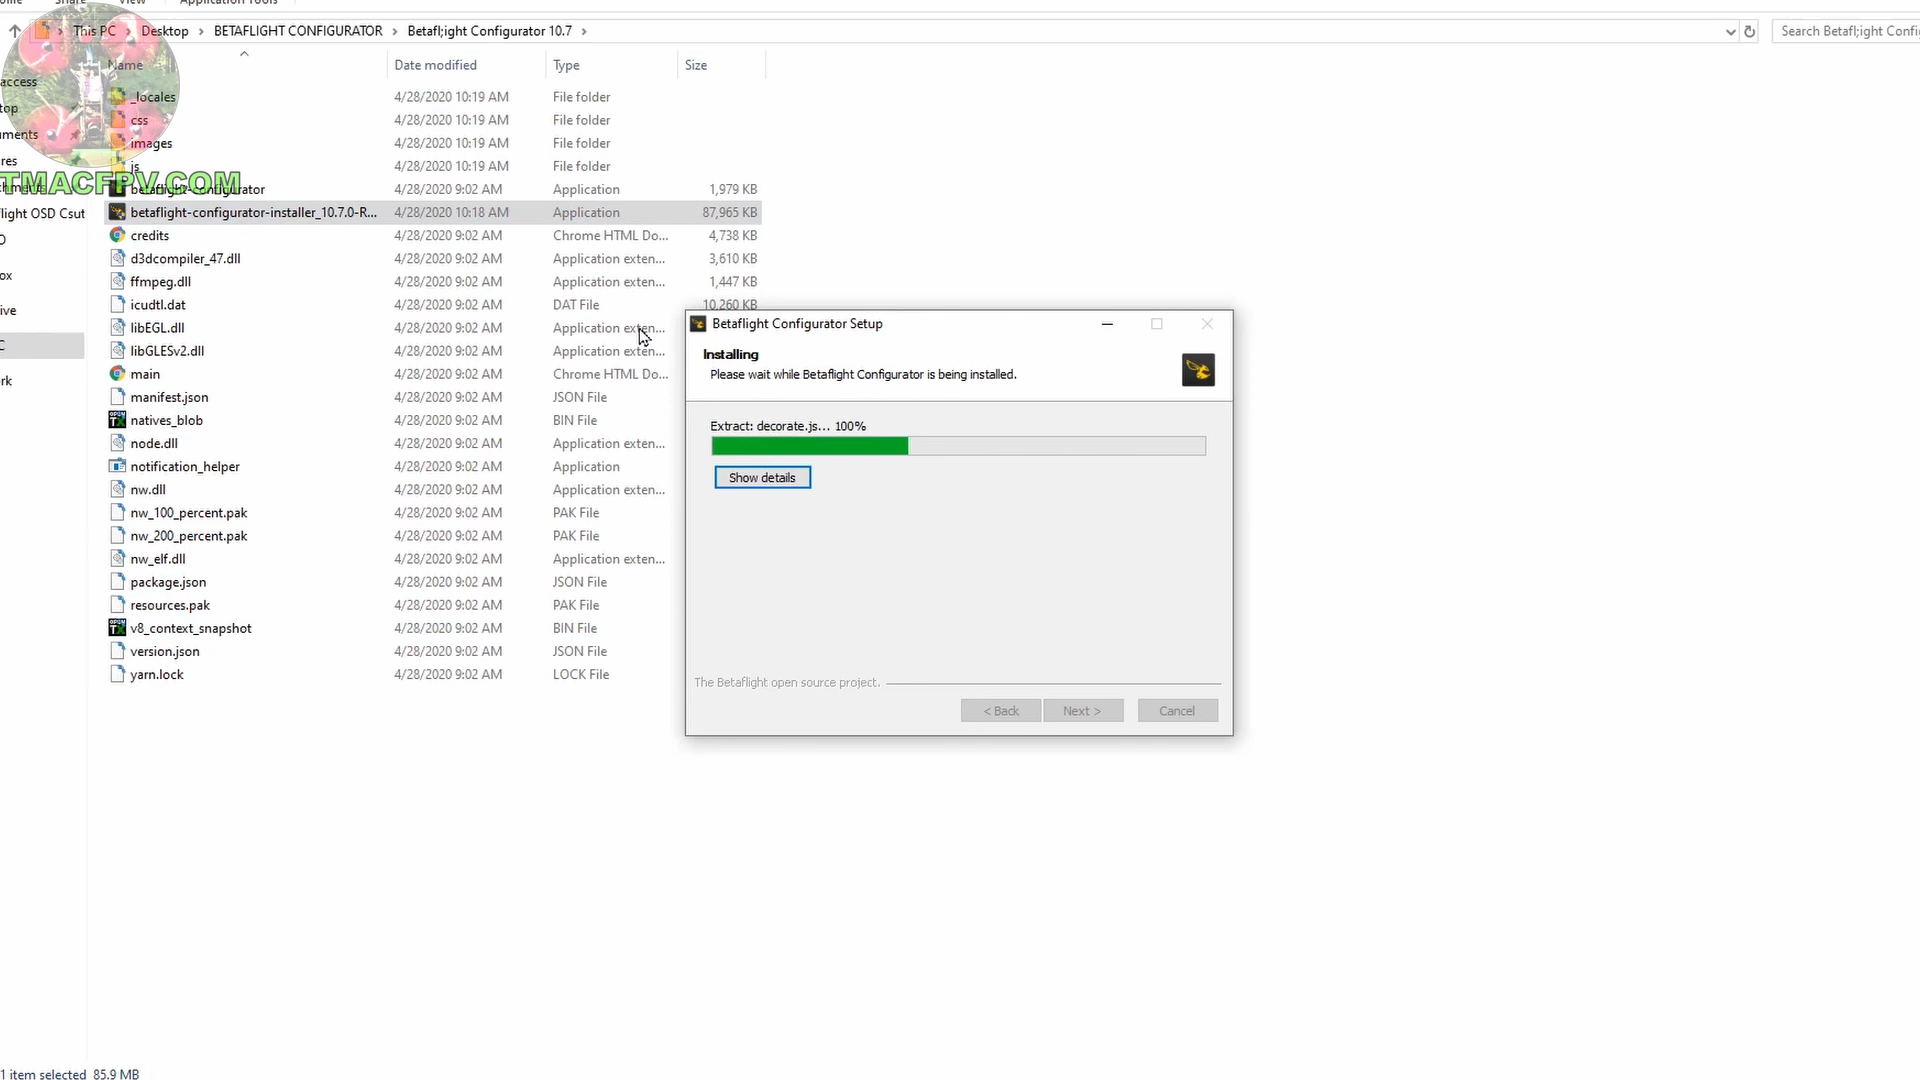 Share View Application Tools
This PC > Desktop > BETAFLIGHT CONFIGURATOR > Betafl;ight Configurator 10.7 >
Search Betafl;ight Config
Name Date modified Type Size
access
top
uments
res
chments
flight OSD Csut
O
ox
ive
C
rk
TMACFPV.COM
_locales 4/28/2020 10:19 AM File folder
css 4/28/2020 10:19 AM File folder
images 4/28/2020 10:19 AM File folder
js 4/28/2020 10:19 AM File folder
betaflight-configurator 4/28/2020 9:02 AM Application 1,979 KB
betaflight-configurator-installer_10.7.0-R... 4/28/2020 10:18 AM Application 87,965 KB
credits 4/28/2020 9:02 AM Chrome HTML Do... 4,738 KB
d3dcompiler_47.dll 4/28/2020 9:02 AM Application exten... 3,610 KB
ffmpeg.dll 4/28/2020 9:02 AM Application exten... 1,447 KB
icudtl.dat 4/28/2020 9:02 AM DAT File 10,260 KB
libEGL.dll 4/28/2020 9:02 AM Application exten...
libGLESv2.dll 4/28/2020 9:02 AM Application exten...
main 4/28/2020 9:02 AM Chrome HTML Do...
manifest.json 4/28/2020 9:02 AM JSON File
natives_blob 4/28/2020 9:02 AM BIN File
node.dll 4/28/2020 9:02 AM Application exten...
notification_helper 4/28/2020 9:02 AM Application
nw.dll 4/28/2020 9:02 AM Application exten...
nw_100_percent.pak 4/28/2020 9:02 AM PAK File
nw_200_percent.pak 4/28/2020 9:02 AM PAK File
nw_elf.dll 4/28/2020 9:02 AM Application exten...
package.json 4/28/2020 9:02 AM JSON File
resources.pak 4/28/2020 9:02 AM PAK File
v8_context_snapshot 4/28/2020 9:02 AM BIN File
version.json 4/28/2020 9:02 AM JSON File
yarn.lock 4/28/2020 9:02 AM LOCK File
Betaflight Configurator Setup
Installing
Please wait while Betaflight Configurator is being installed.
Extract: decorate.js... 100%
Show details
The Betaflight open source project.
< Back Next > Cancel
1 item selected 85.9 MB